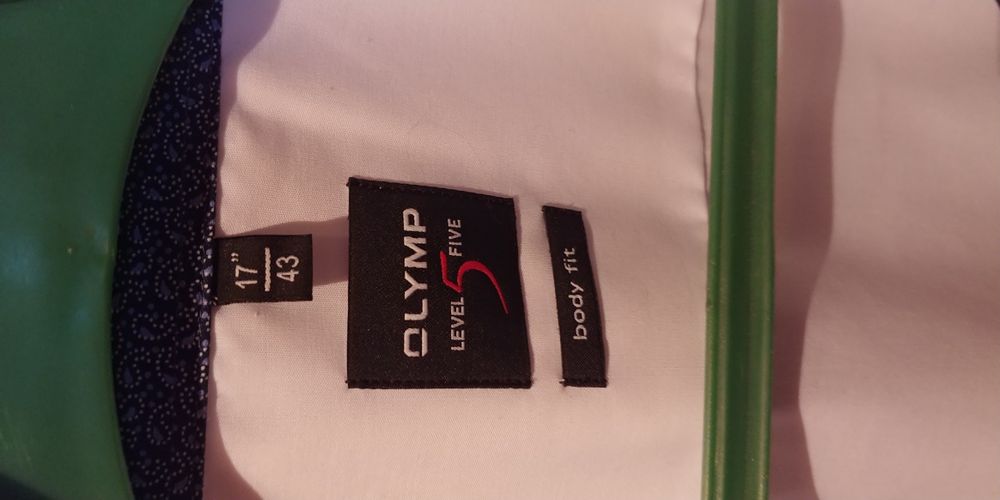 17”
43
OLYMP
LEVEL 5 FIVE
body fit